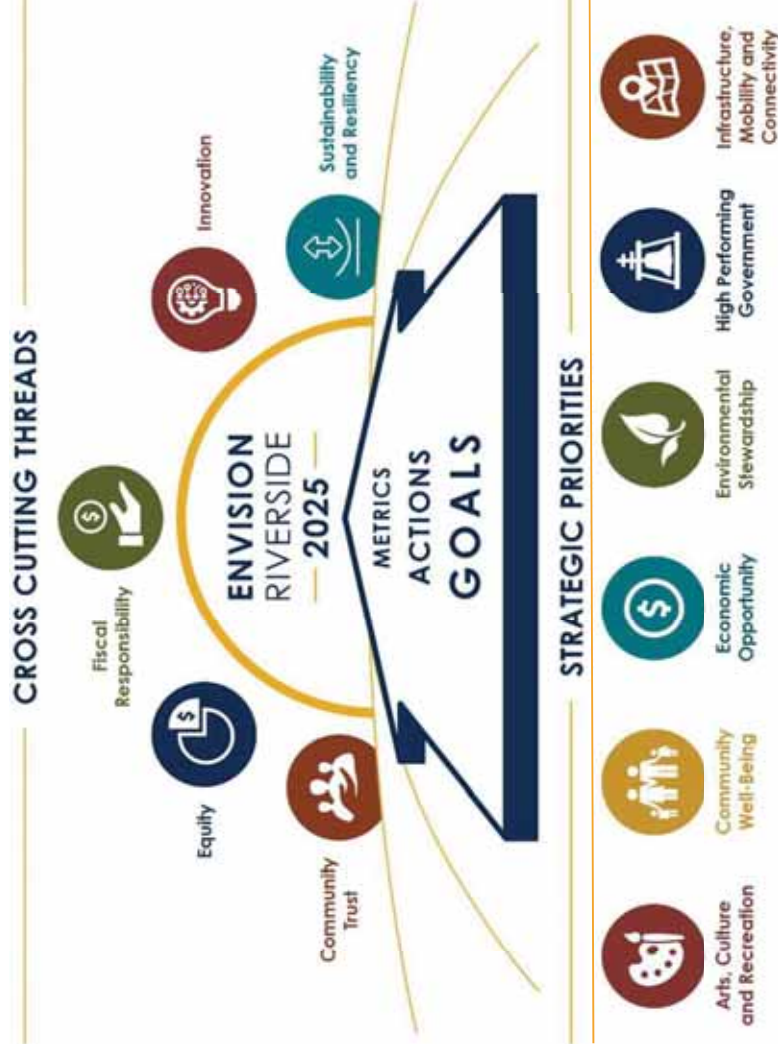 CROSS CUTTING THREADS
Fiscal
Responsibility
Equity
Innovation
Community
Trust
Sustainability
and Resiliency
ENVISION
RIVERSIDE
2025
METRICS
ACTIONS
GOALS
STRATEGIC PRIORITIES
Arts, Culture
and Recreation
Community
Well-Being
Economic
Opportunity
Environmental
Stewardship
High Performing
Government
Infrastructure,
Mobility and
Connectivity
$
$
$